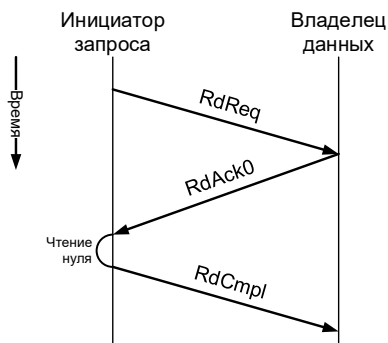 Инициатор
запроса
Владелец
данных
Время
RdReq
RdAck0
Чтение
нуля
RdCmpl